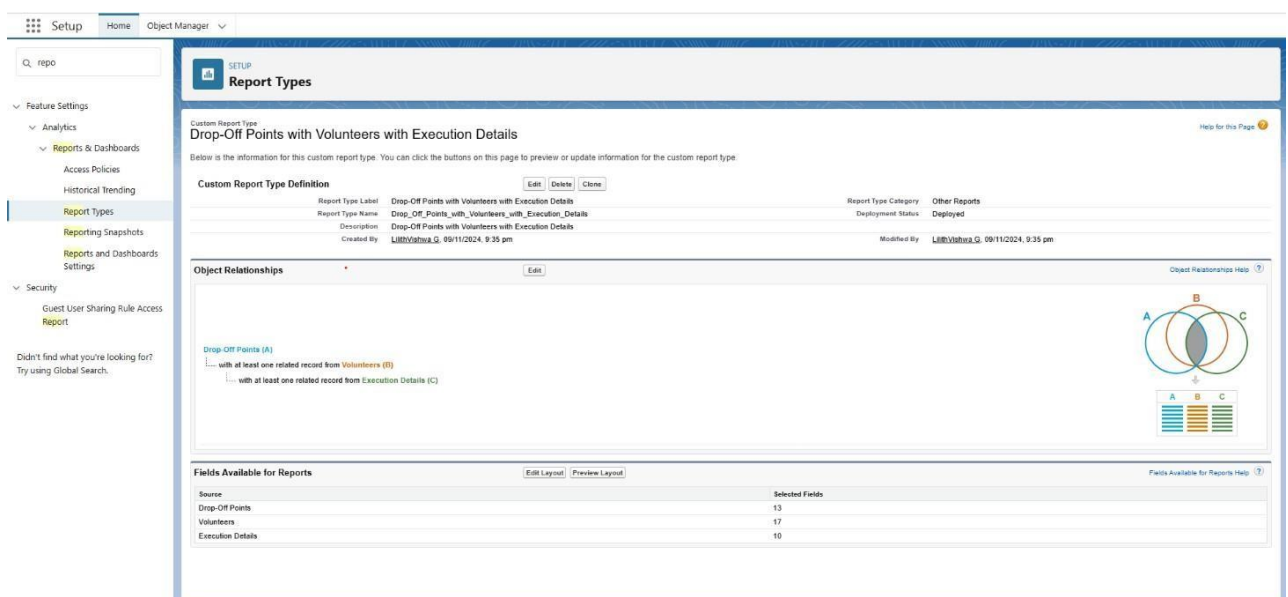 Setup Home Object Manager
repo
Feature Settings
Analytics
Reports & Dashboards
Access Policies
Historical Trending
Report Types
Reporting Snapshots
Reports and Dashboards
Settings
Security
Guest User Sharing Rule Access
Report
Didn't find what you're looking for?
Try using Global Search.
SETUP
Report Types
Custom Report Type
Drop-Off Points with Volunteers with Execution Details
Help for this Page
Below is the information for this custom report type. You can click the buttons on this page to preview or update information for the custom report type.
Custom Report Type Definition Edit Delete Clone
Report Type Label Drop-Off Points with Volunteers with Execution Details Report Type Category Other Reports
Report Type Name Drop_Off_Points_with_Volunteers_with_Execution_Details Deployment Status Deployed
Description Drop-Off Points with Volunteers with Execution Details
Created By LilithVishwa G, 09/11/2024, 9:35 pm Modified By LilithVishwa G, 09/11/2024, 9:35 pm
Object Relationships * Edit Object Relationships Help ?
B
A C
Drop-Off Points (A)
with at least one related record from Volunteers (B)
with at least one related record from Execution Details (C)
A B C
Fields Available for Reports Edit Layout Preview Layout Fields Available for Reports Help ?
Source Selected Fields
Drop-Off Points 13
Volunteers 17
Execution Details 10